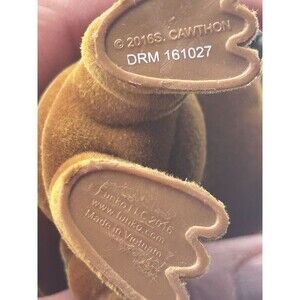 © 2016S. CAWTHON
DRM 161027
Funko LLC 2016
www.funko.com
Made in Vietnam